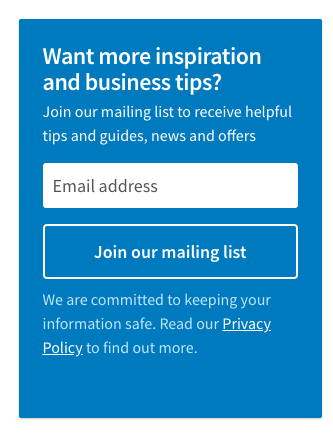 Want more inspiration
and business tips?
Join our mailing list to receive helpful
tips and guides, news and offers
Email address
Join our mailing list
We are committed to keeping your
information safe. Read our Privacy
Policy to find out more.